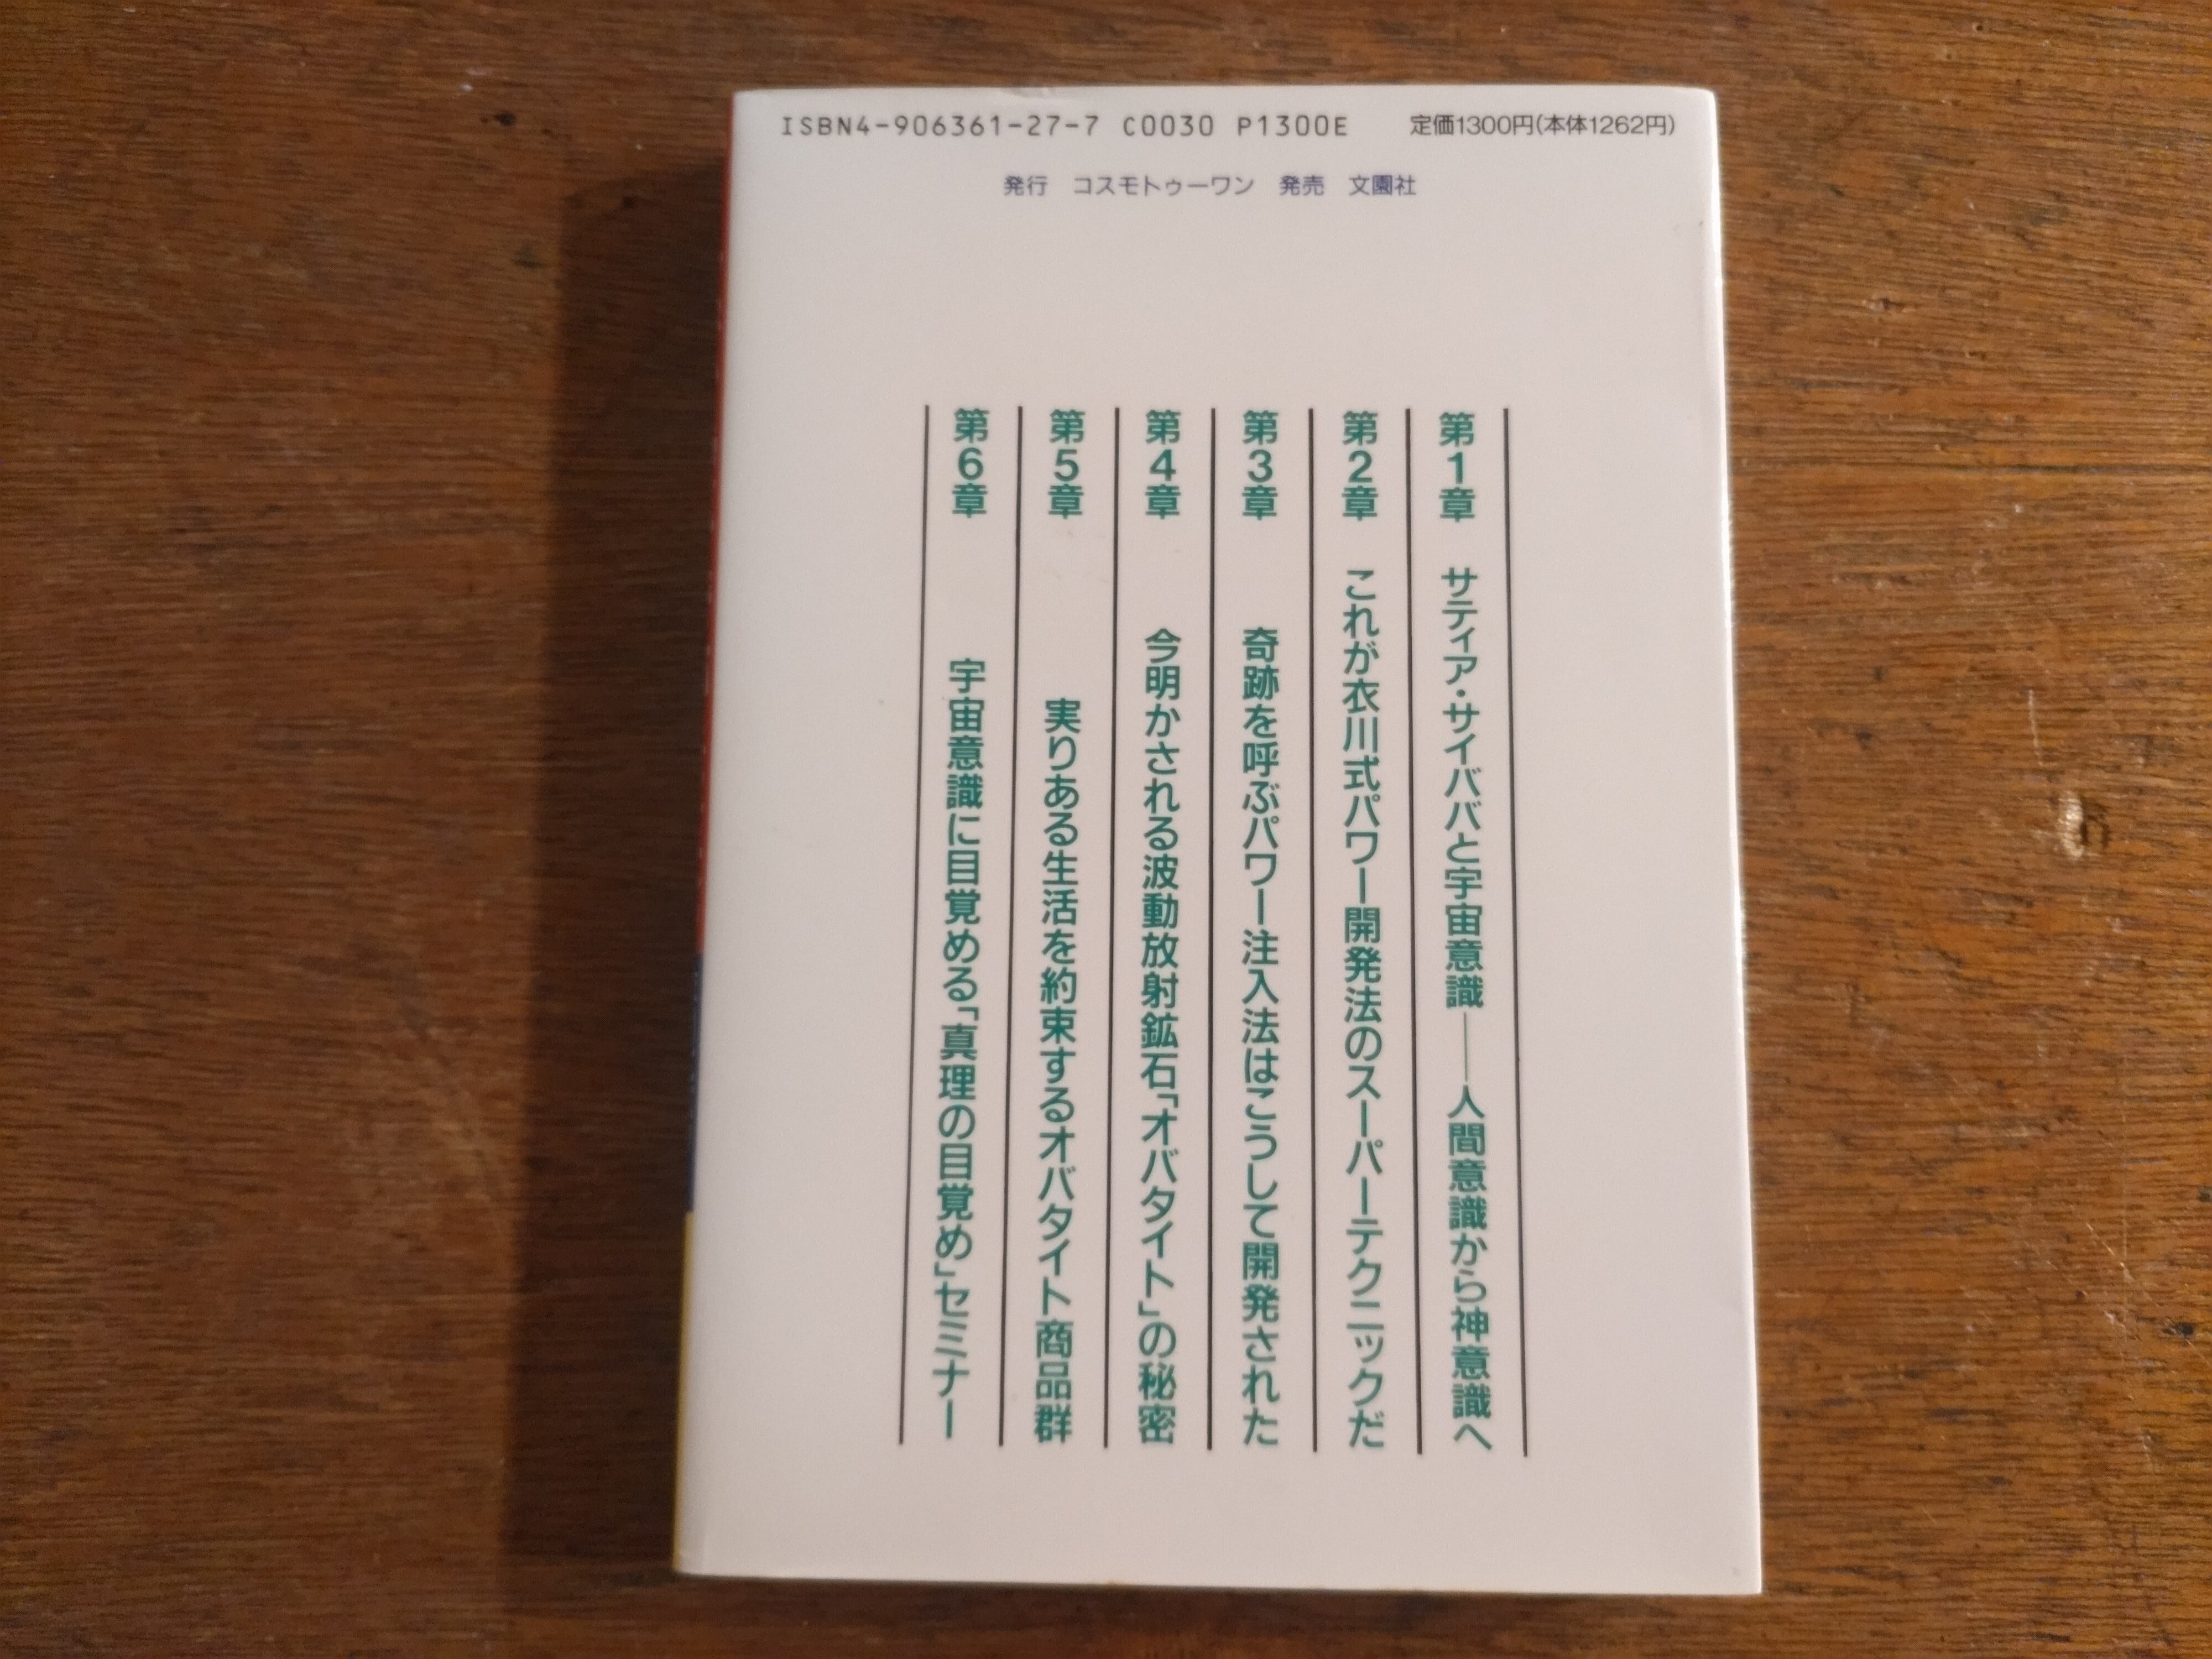 ISBN4-906361-27-7 C0030 P1300E 定価1300円(本体1262円)
発行 コスモトゥーワン 発売 文園社
第1章 サティア・サイババと宇宙意識――人間意識から神意識へ
第2章 これが衣川式パワー開発法のスーパーテクニックだ
第3章 奇跡を呼ぶパワー注入法はこうして開発された
第4章 今明かされる波動放射鉱石「オバタイト」の秘密
第5章 実りある生活を約束するオバタイト商品群
第6章 宇宙意識に目覚める「真理の目覚め」セミナー